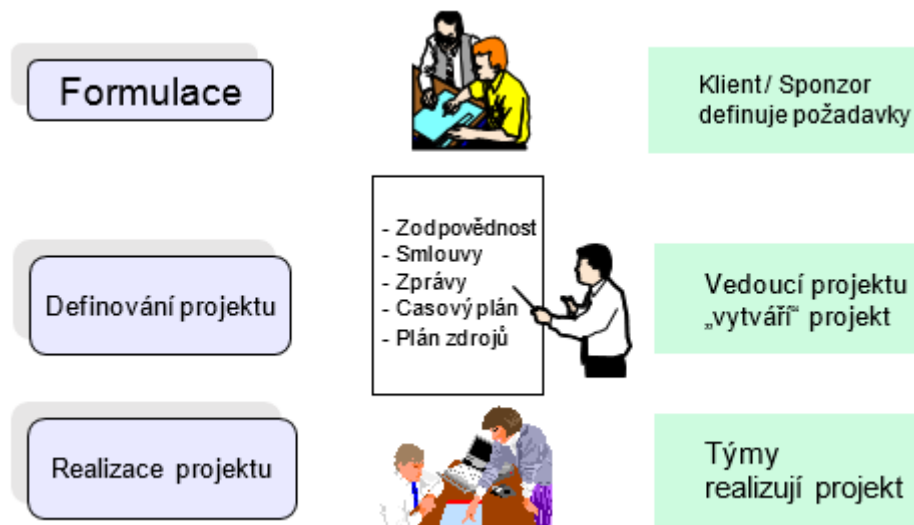 Formulace
Klient/ Sponzor
definuje požadavky
- Zodpovědnost
- Smlouvy
- Zprávy
- Casový plán
- Plán zdrojů
Definování projektu
Vedoucí projektu
„vytváří“ projekt
Realizace projektu
Týmy
realizují projekt